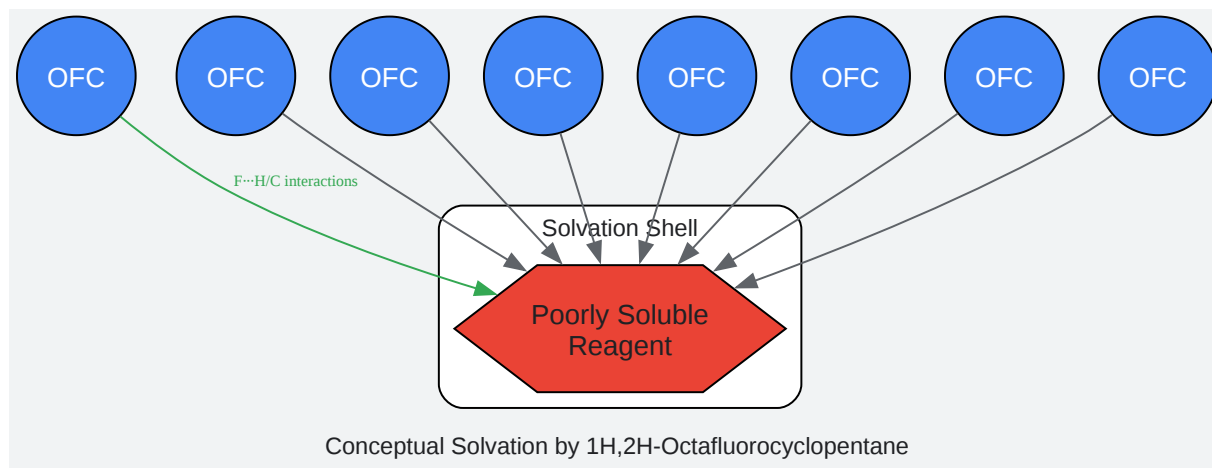 OFC OFC OFC OFC OFC OFC OFC OFC
F···H/C interactions
Solvation Shell
Poorly Soluble
Reagent
Conceptual Solvation by 1H,2H-Octafluorocyclopentane